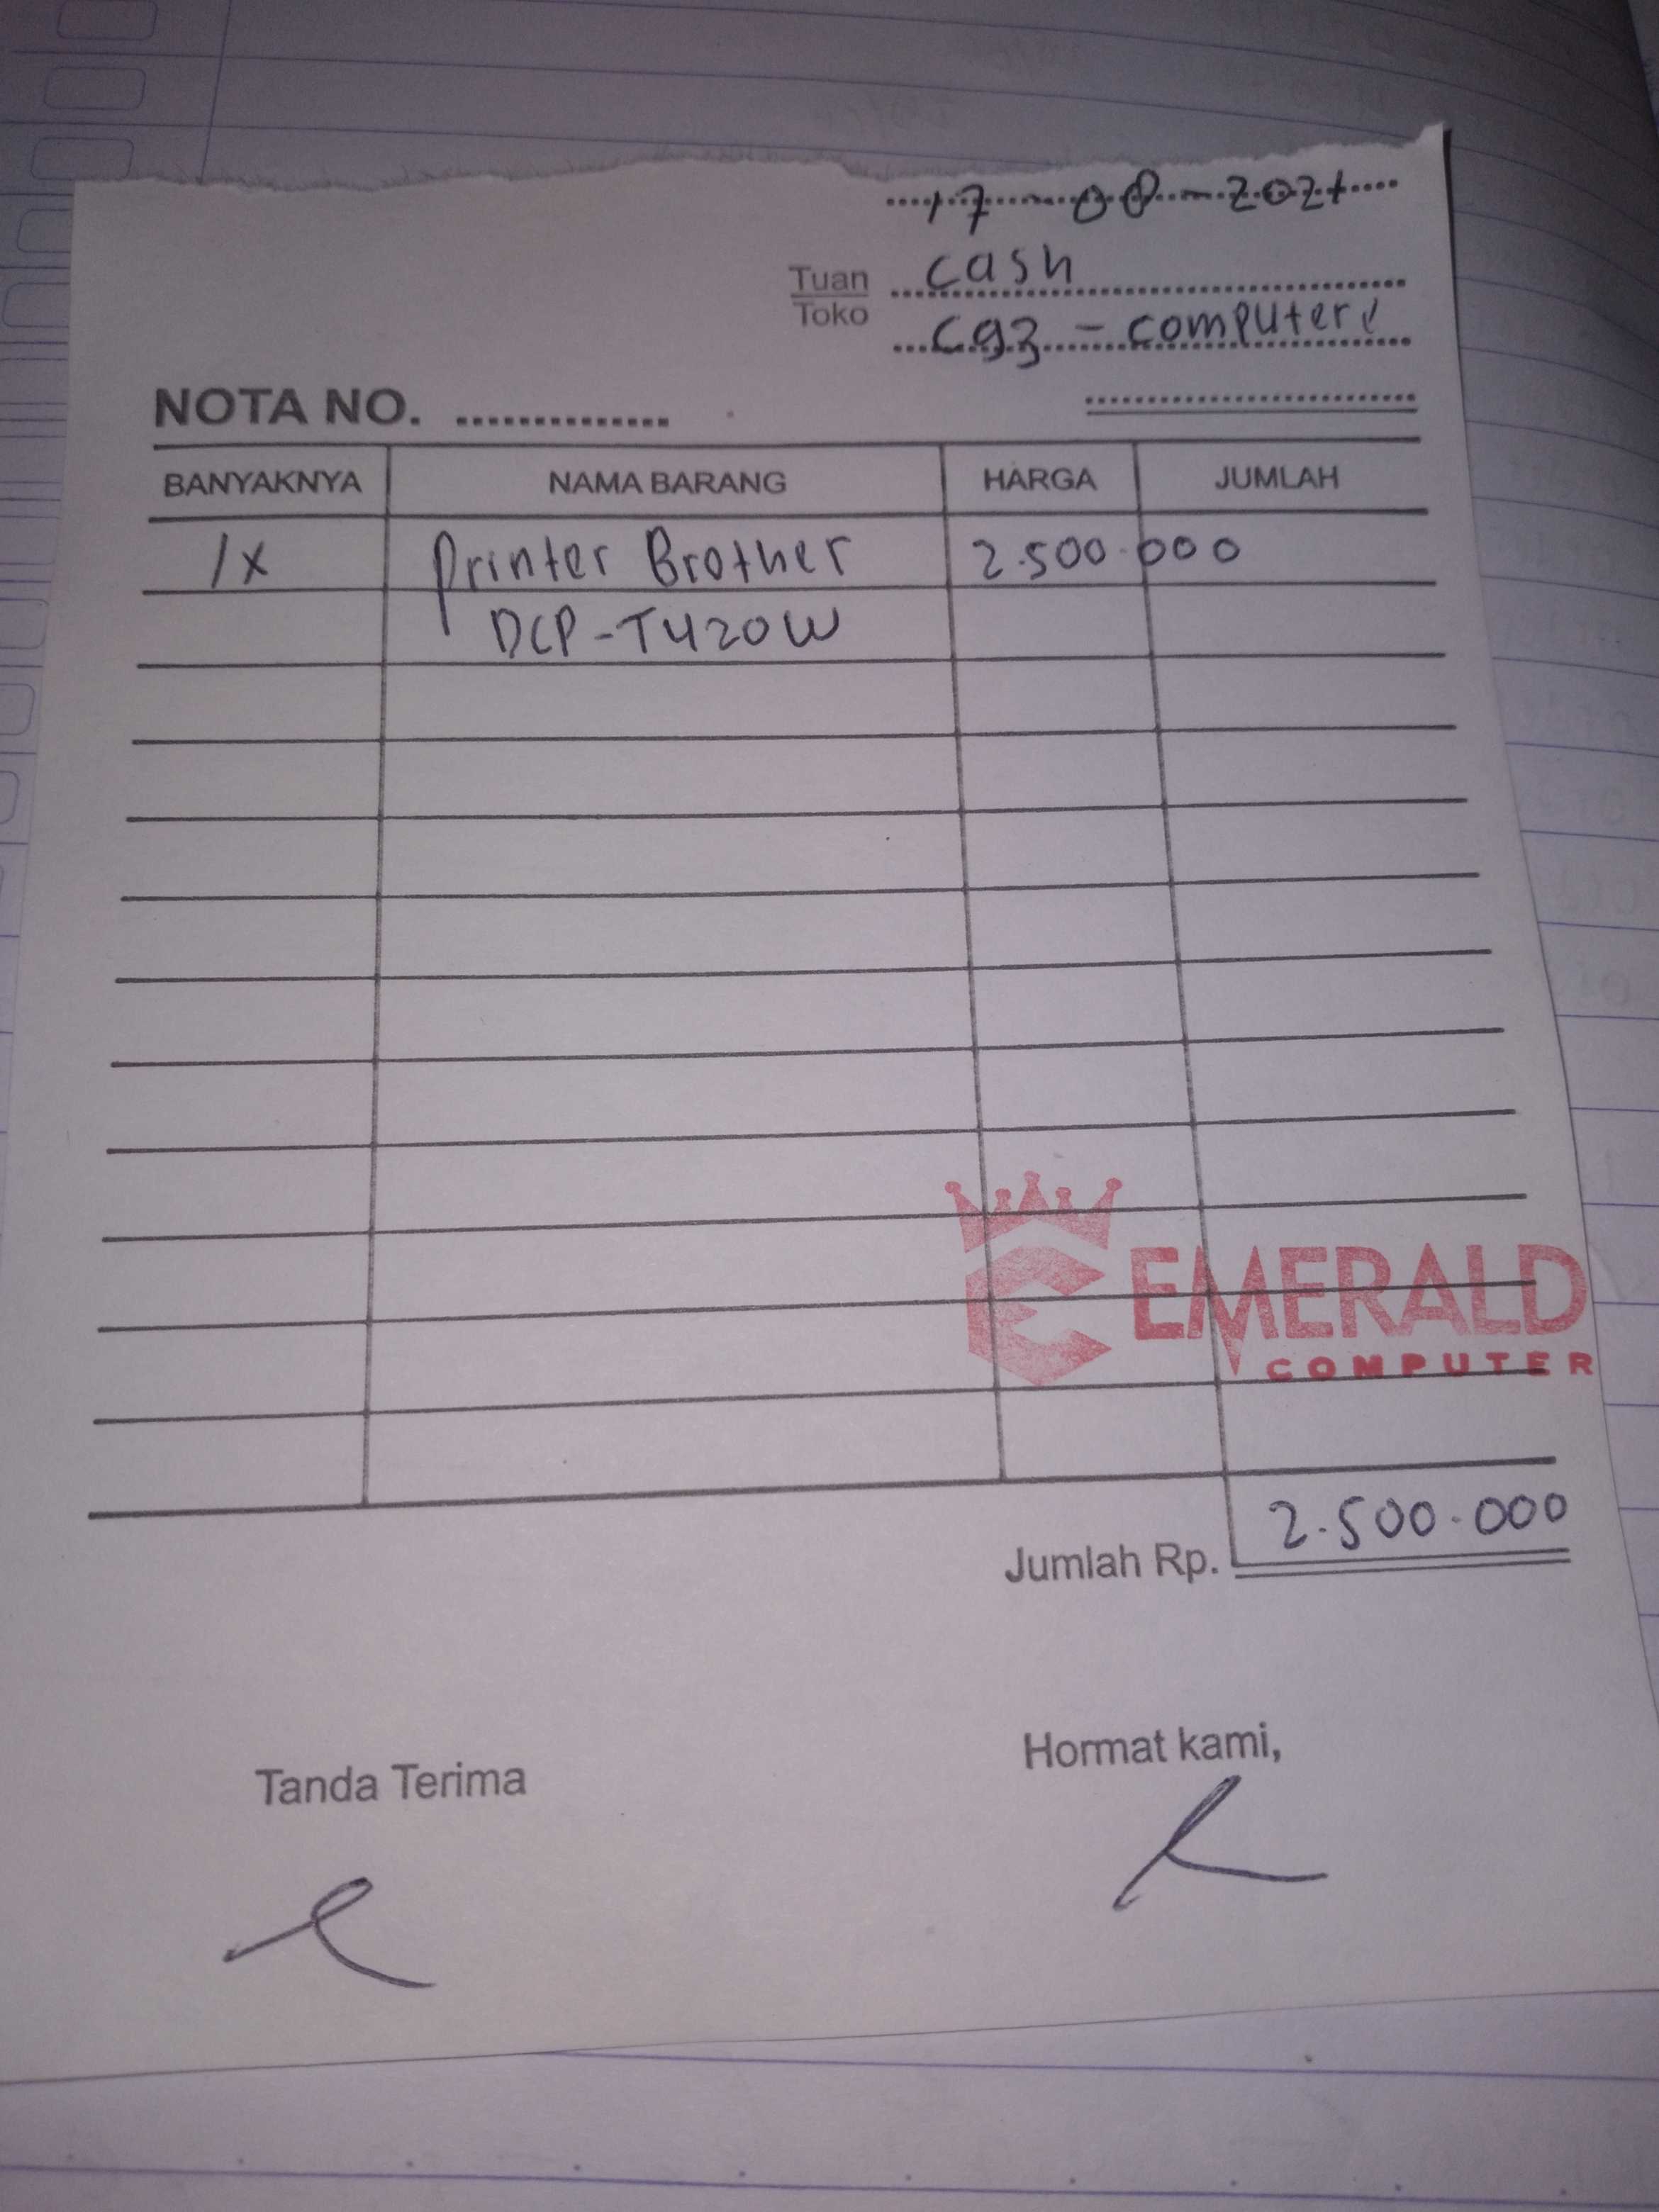 17 - 08 - 2021
Tuan cash
Toko cg3 - computer
NOTA NO. ..............
BANYAKNYA NAMA BARANG HARGA JUMLAH
1x Printer Brother 2.500.000
DCP-T420W
EMERALD
COMPUTER
Jumlah Rp. 2.500.000
Tanda Terima Hormat kami,